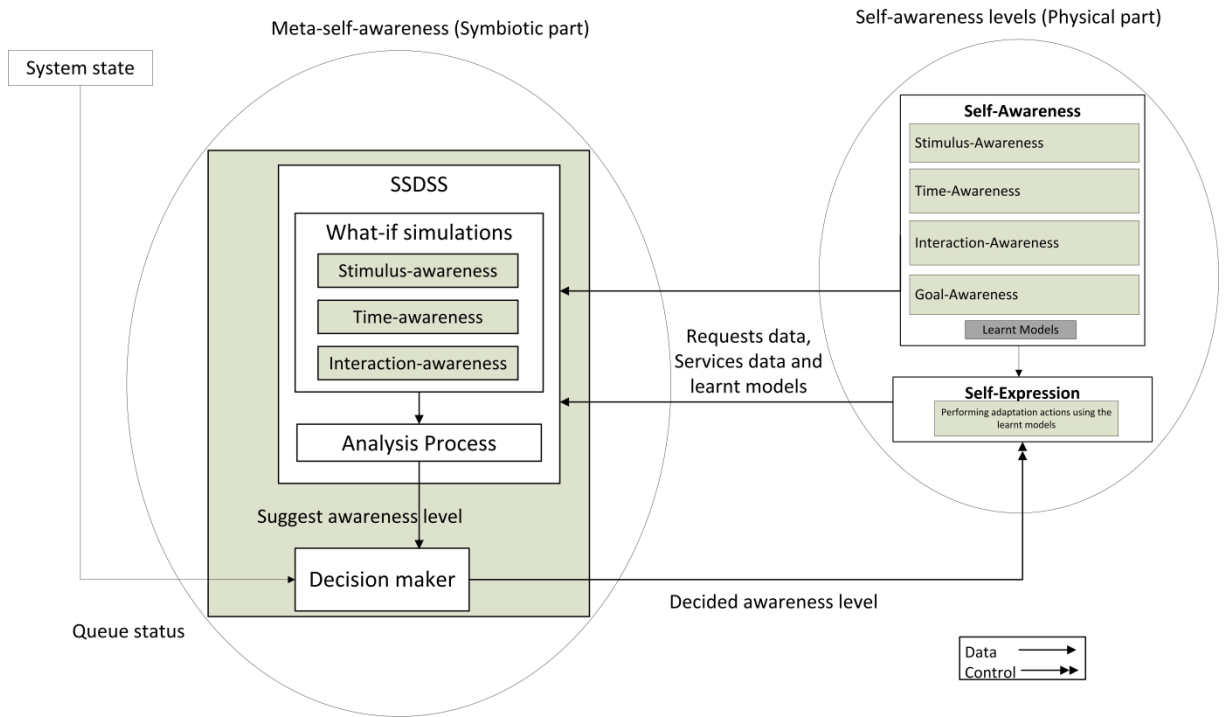 Meta-self-awareness (Symbiotic part)
Self-awareness levels (Physical part)
System state
SSDSS
What-if simulations
Stimulus-awareness
Time-awareness
Interaction-awareness
Analysis Process
Suggest awareness level
Decision maker
Queue status
Requests data,
Services data and
learnt models
Decided awareness level
Self-Awareness
Stimulus-Awareness
Time-Awareness
Interaction-Awareness
Goal-Awareness
Learnt Models
Self-Expression
Performing adaptation actions using the
learnt models
Data
Control